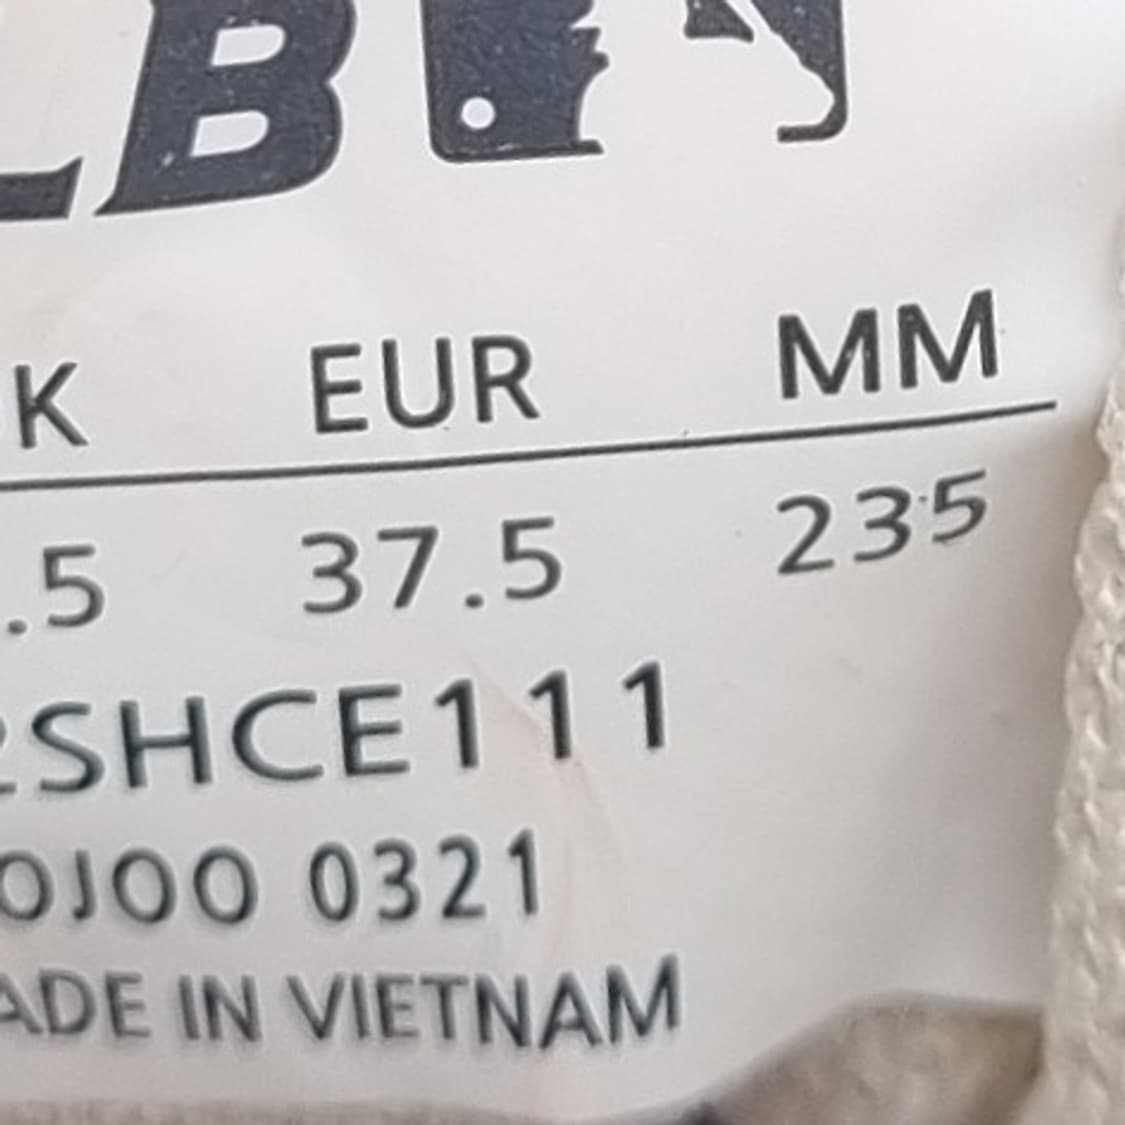 K EUR MM
.5 37.5 235
SHCE111
OJOO 0321
ADE IN VIETNAM